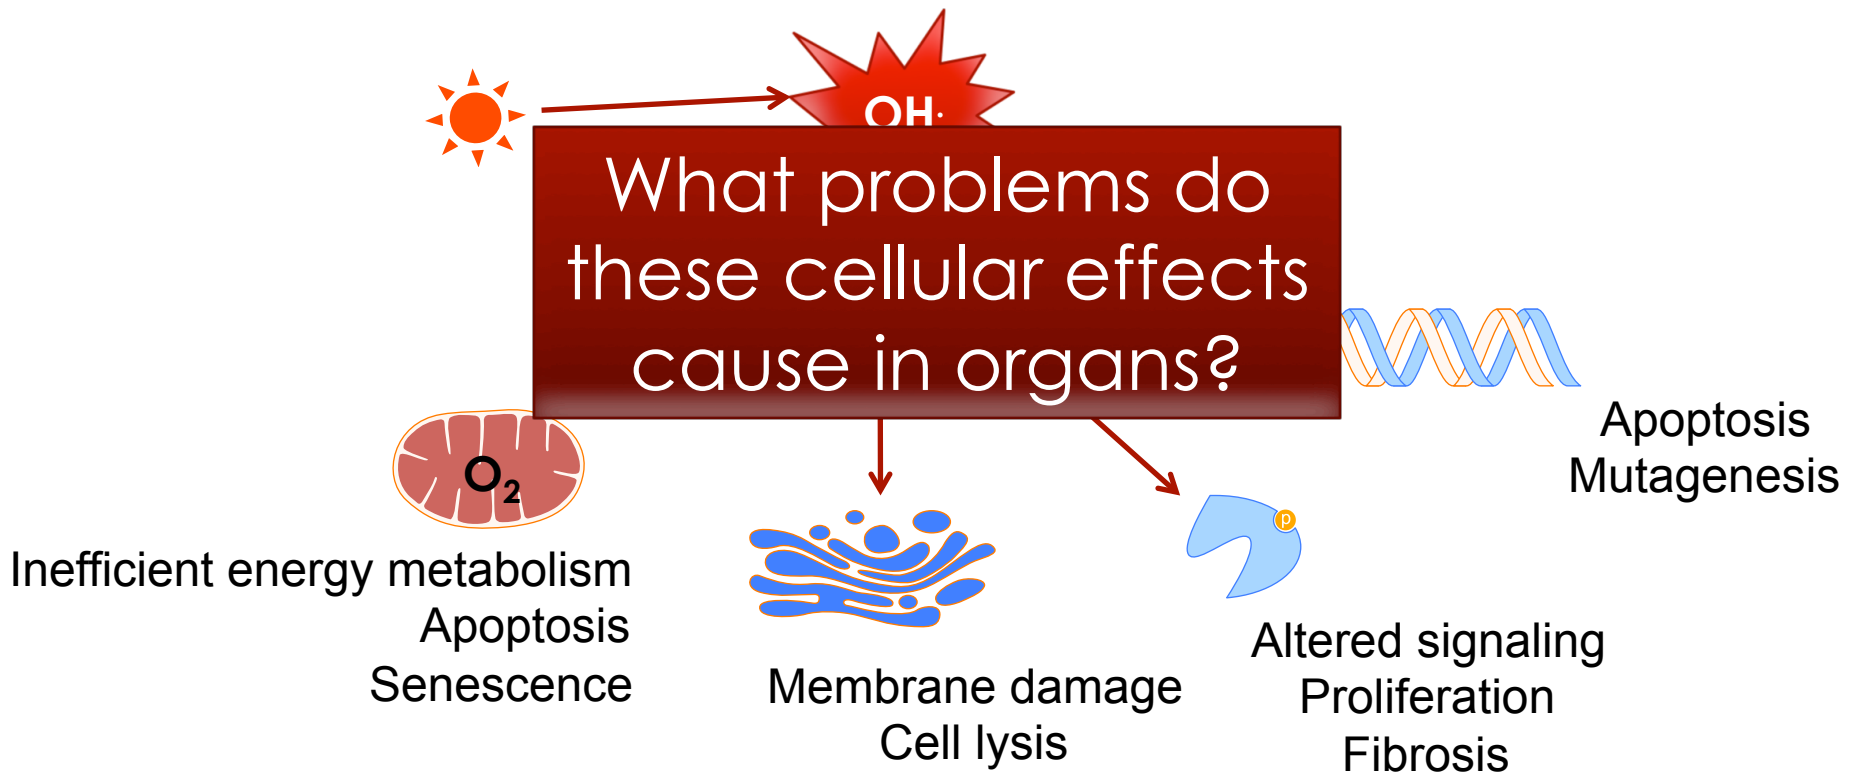 OH·
What problems do
these cellular effects
cause in organs?
Apoptosis
Mutagenesis
O2
p
Inefficient energy metabolism
Apoptosis
Senescence
Membrane damage
Cell lysis
Altered signaling
Proliferation
Fibrosis